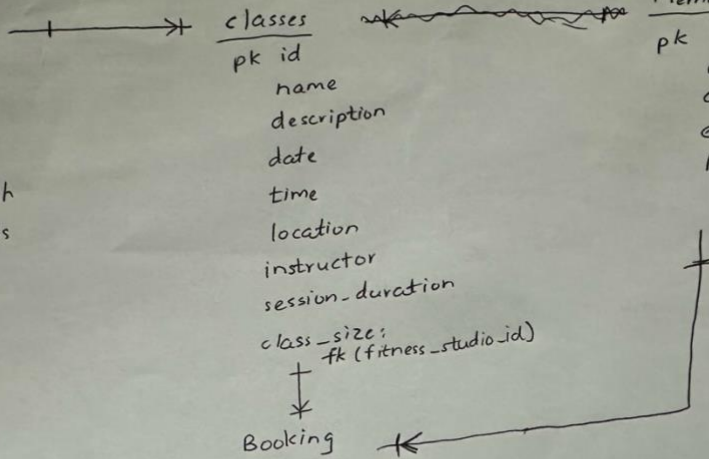 classes
pk id
pk
name
description
date
time
h
location
s
instructor
session_duration
class_size:
fk (fitness_studio_id)
Booking